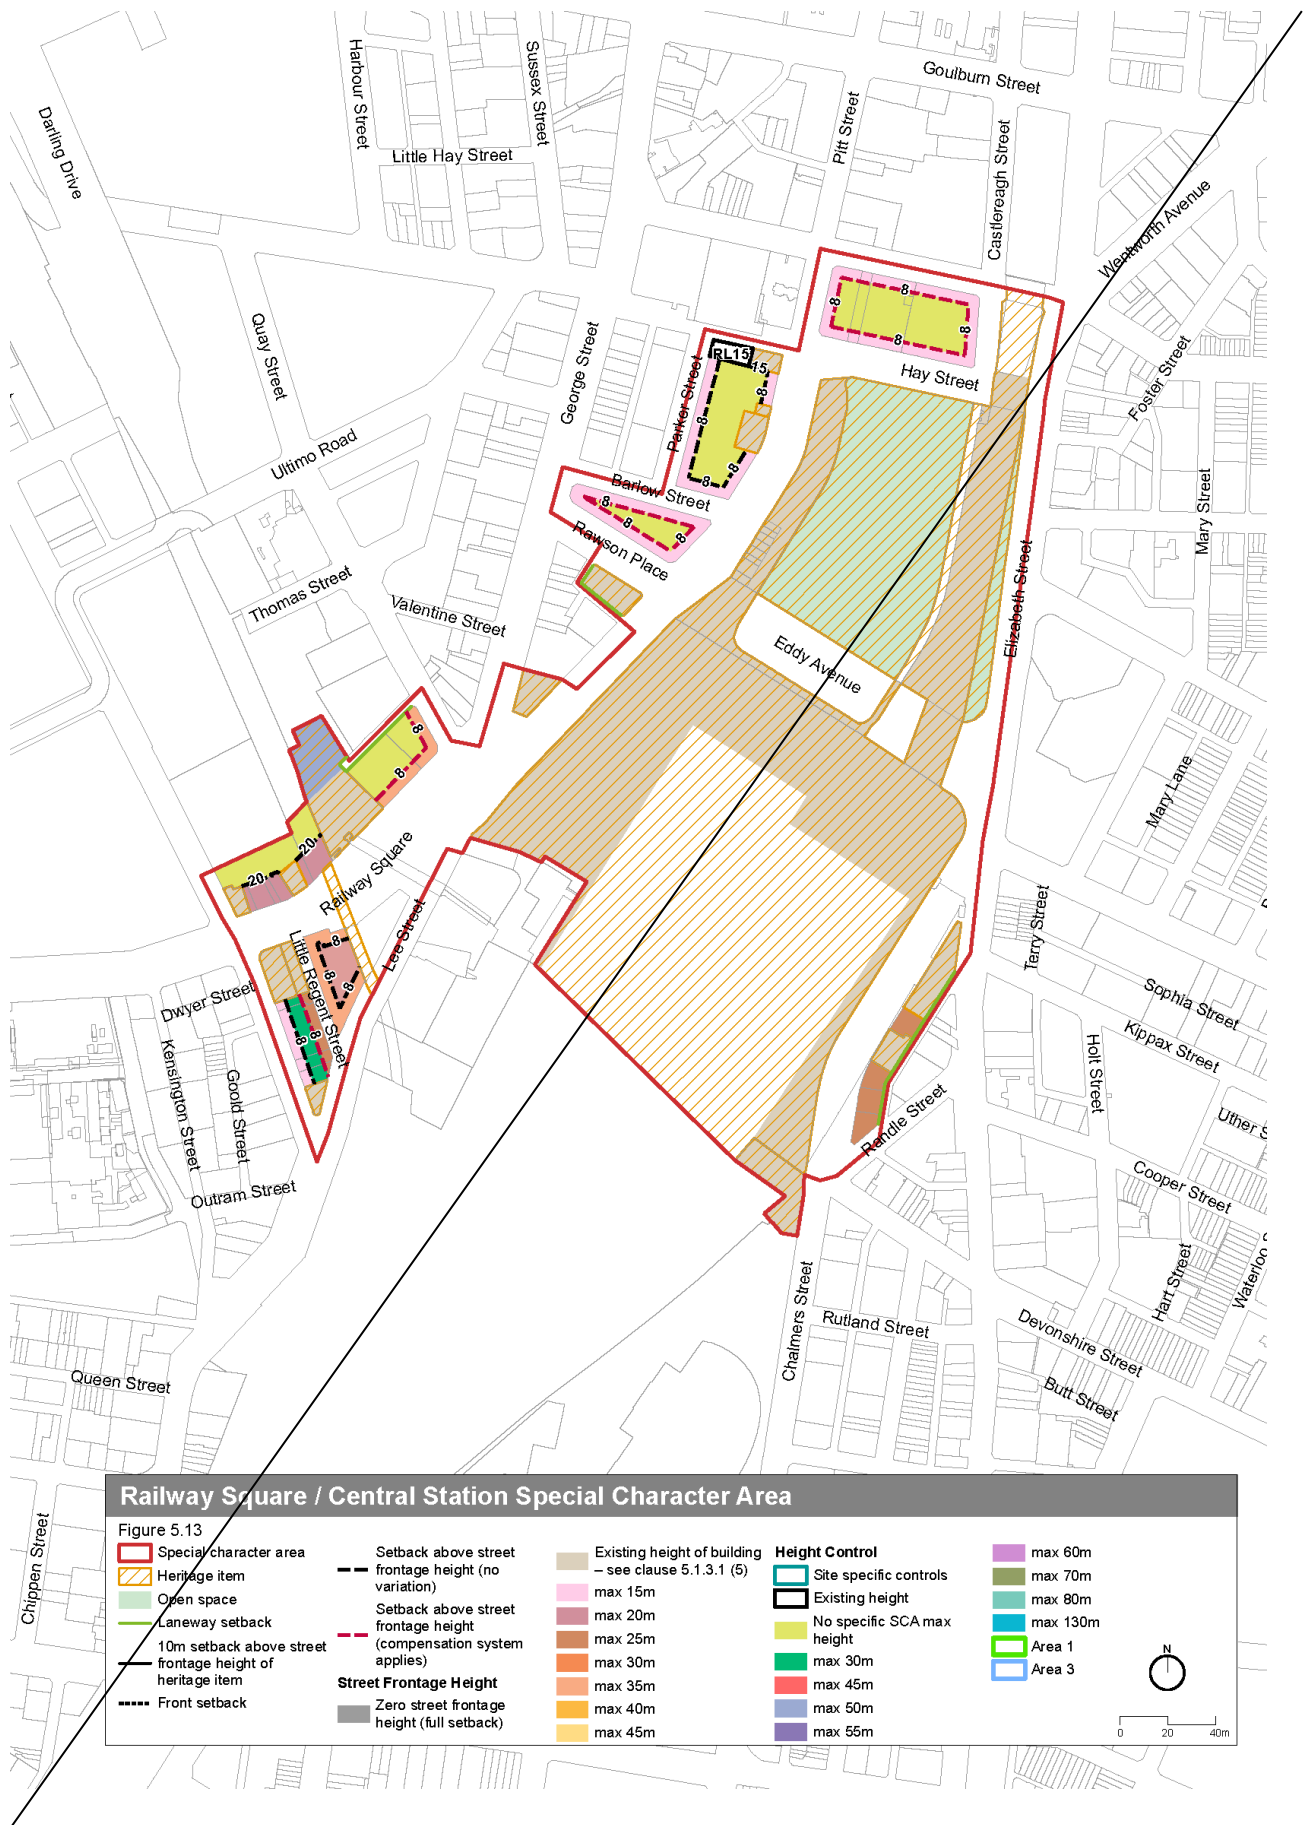 Goulburn Street
Harbour Street
Sussex Street
Pitt Street
Castlereagh Street
Darling Drive
Little Hay Street
Wentworth Avenue
Quay Street
George Street
8
8
8
8
RL15
15
Hay Street
Foster Street
Parker Street
8
8
8
8
Ultimo Road
Barlow Street
8
8
8
Rawson Place
Mary Street
Elizabeth Street
Thomas Street
Valentine Street
Eddy Avenue
8
8
Mary Lane
20
20
Railway Square
Lee Street
Little Regent Street
8
8
8
Terry Street
Dwyer Street
8
8
Sophia Street
Kippax Street
Holt Street
Kensington Street
Goold Street
Randle Street
Uther S
Outram Street
Cooper Street
Hart Street
Waterloo
Chalmers Street
Rutland Street
Devonshire Street
Queen Street
Butt Street
Chippen Street
Railway Square / Central Station Special Character Area
Figure 5.13
Special character area
Heritage item
Open space
Laneway setback
10m setback above street
frontage height of
heritage item
Front setback
Setback above street
frontage height (no
variation)
Setback above street
frontage height
(compensation system
applies)
Street Frontage Height
Zero street frontage
height (full setback)
Existing height of building
– see clause 5.1.3.1 (5)
max 15m
max 20m
max 25m
max 30m
max 35m
max 40m
max 45m
Height Control
Site specific controls
Existing height
No specific SCA max
height
max 30m
max 45m
max 50m
max 55m
max 60m
max 70m
max 80m
max 130m
Area 1
Area 3
N
0 20 40m